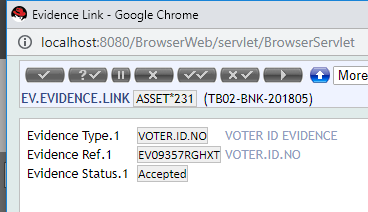 Evidence Link - Google Chrome
localhost:8080/BrowserWeb/servlet/BrowserServlet
More
EV.EVIDENCE.LINK ASSET*231 (TB02-BNK-201805)
Evidence Type.1 VOTER.ID.NO VOTER ID EVIDENCE
Evidence Ref.1 EV09357RGHXT VOTER.ID.NO
Evidence Status.1 Accepted